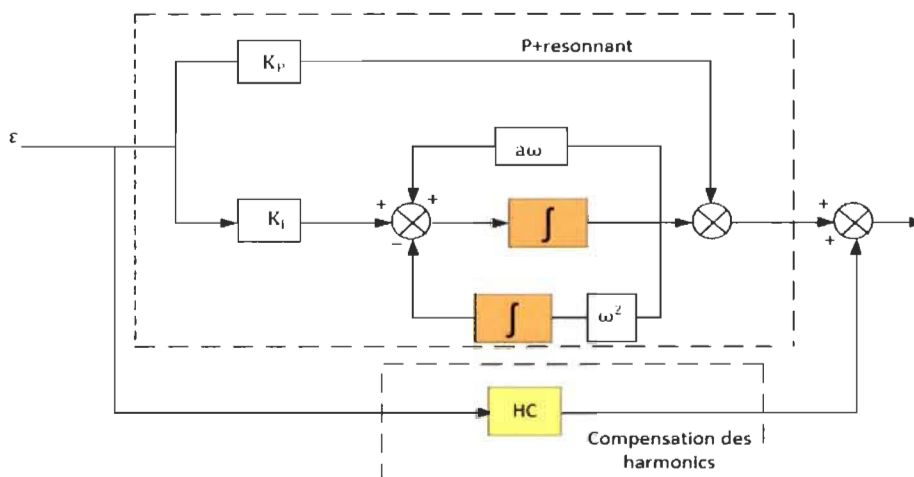 P+resonnant
K_P
ε
aω
+
+
K_i
+
+
∫
−
+
∫
ω²
HC
Compensation des
harmonics